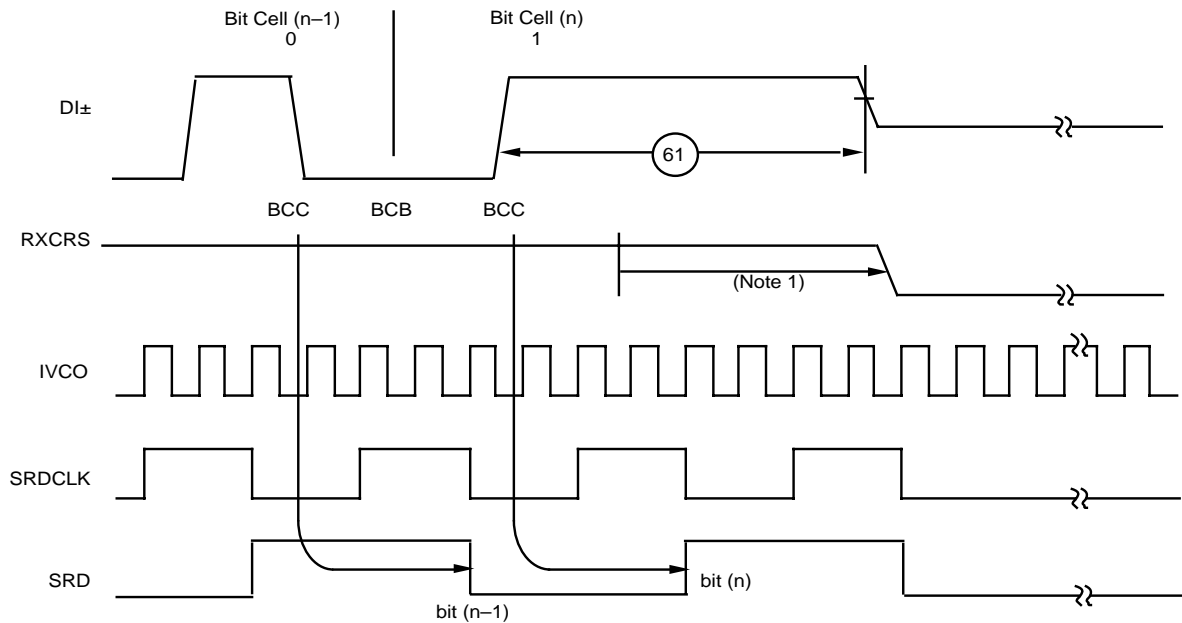 Bit Cell (n–1)
0
Bit Cell (n)
1
DI±
61
BCC
BCB
BCC
RXCRS
(Note 1)
IVCO
SRDCLK
SRD
bit (n–1)
bit (n)